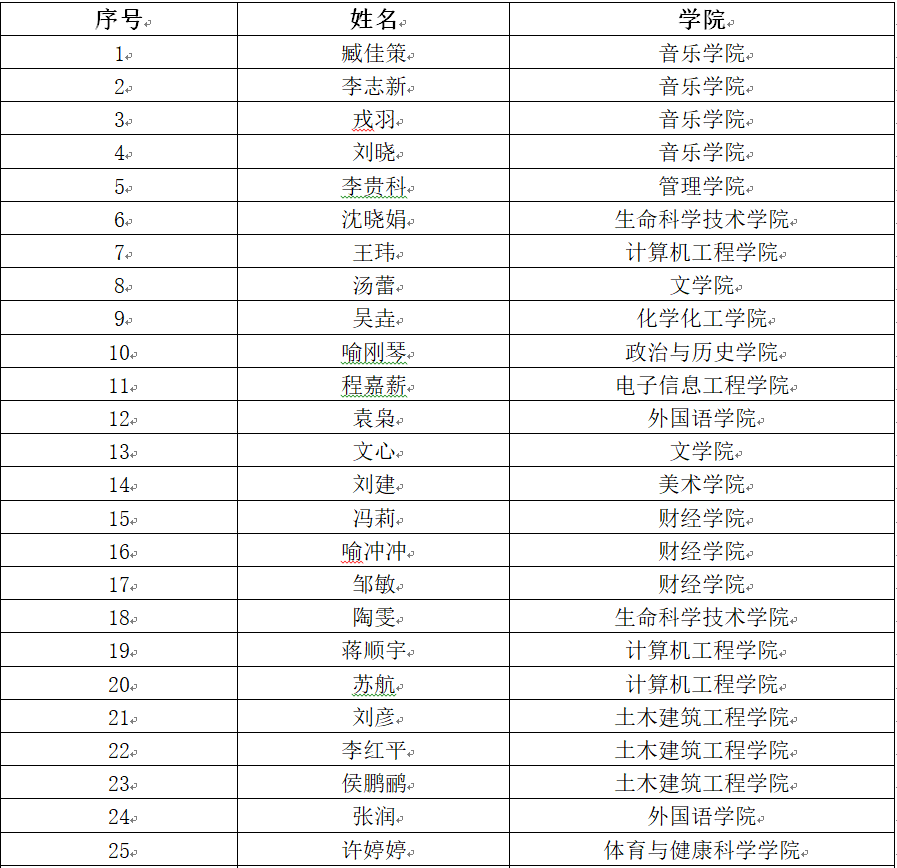 序号 姓名 学院
1 臧佳策 音乐学院
2 李志新 音乐学院
3 戎羽 音乐学院
4 刘晓 音乐学院
5 李贵科 管理学院
6 沈晓娟 生命科学技术学院
7 王玮 计算机工程学院
8 汤蕾 文学院
9 吴垚 化学化工学院
10 喻刚琴 政治与历史学院
11 程嘉薪 电子信息工程学院
12 袁枭 外国语学院
13 文心 文学院
14 刘建 美术学院
15 冯莉 财经学院
16 喻冲冲 财经学院
17 邹敏 财经学院
18 陶雯 生命科学技术学院
19 蒋顺宇 计算机工程学院
20 苏航 计算机工程学院
21 刘彦 土木建筑工程学院
22 李红平 土木建筑工程学院
23 侯鹏鹂 土木建筑工程学院
24 张润 外国语学院
25 许婷婷 体育与健康科学学院